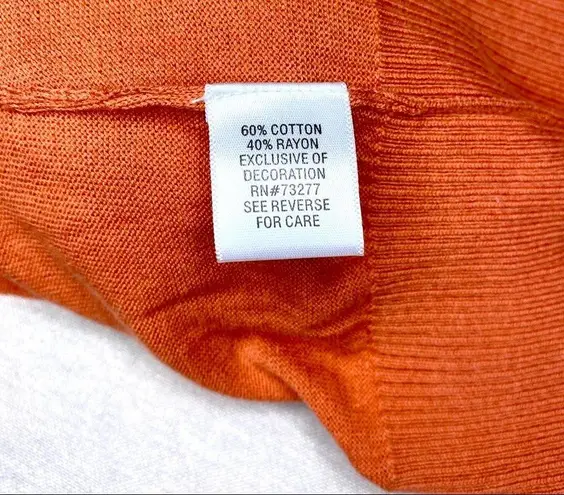 60% COTTON
40% RAYON
EXCLUSIVE OF
DECORATION
RN#73277
SEE REVERSE
FOR CARE